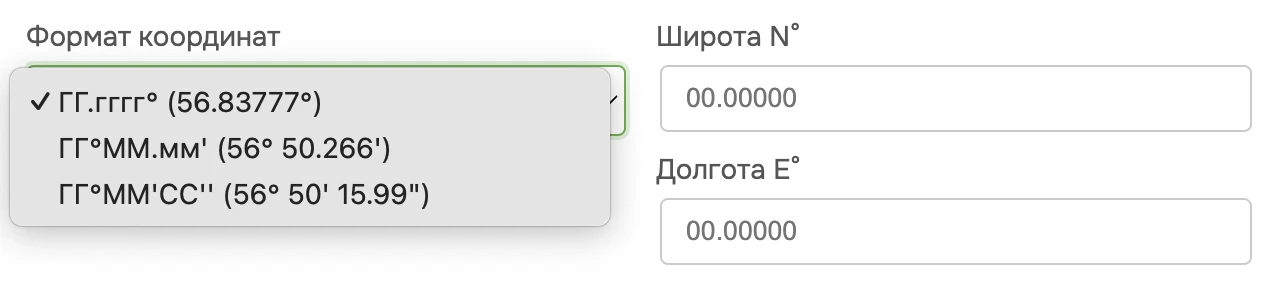 Формат координат
✓ ГГ.гггг° (56.83777°)
ГГ°ММ.мм' (56° 50.266')
ГГ°ММ'СС'' (56° 50' 15.99")
Широта N°
00.00000
Долгота E°
00.00000